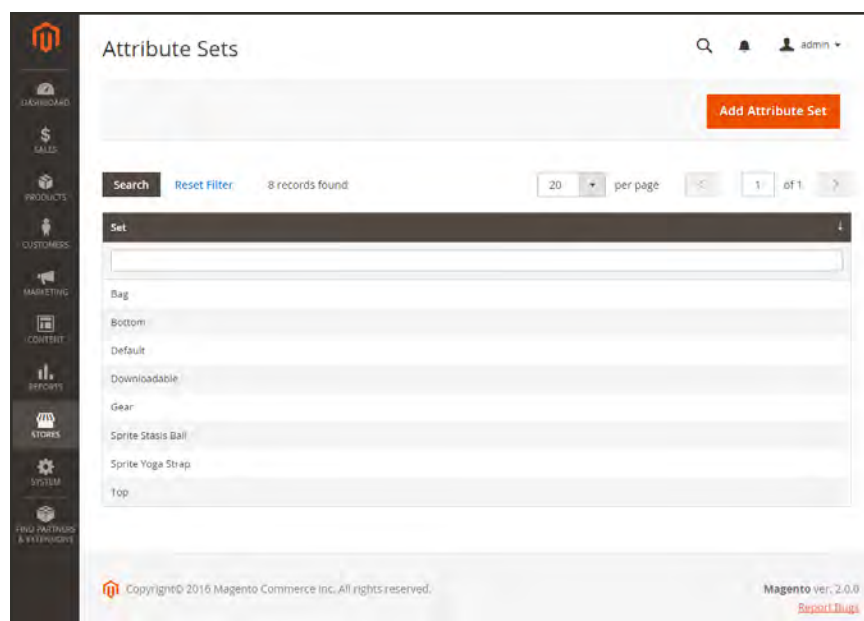 Attribute Sets
admin
DASHBOARD
Add Attribute Set
$
SALES
Search Reset Filter 8 records found 20 per page < 1 of 1 >
PRODUCTS
Set ↓
CUSTOMERS
MARKETING
Bag
Bottom
CONTENT
Default
Downloadable
REPORTS
Gear
STORES
Sprite Stasis Ball
Sprite Yoga Strap
SYSTEM
Top
FIND PARTNERS
& EXTENSIONS
Copyright© 2016 Magento Commerce Inc. All rights reserved. Magento ver. 2.0.0
Report Bugs